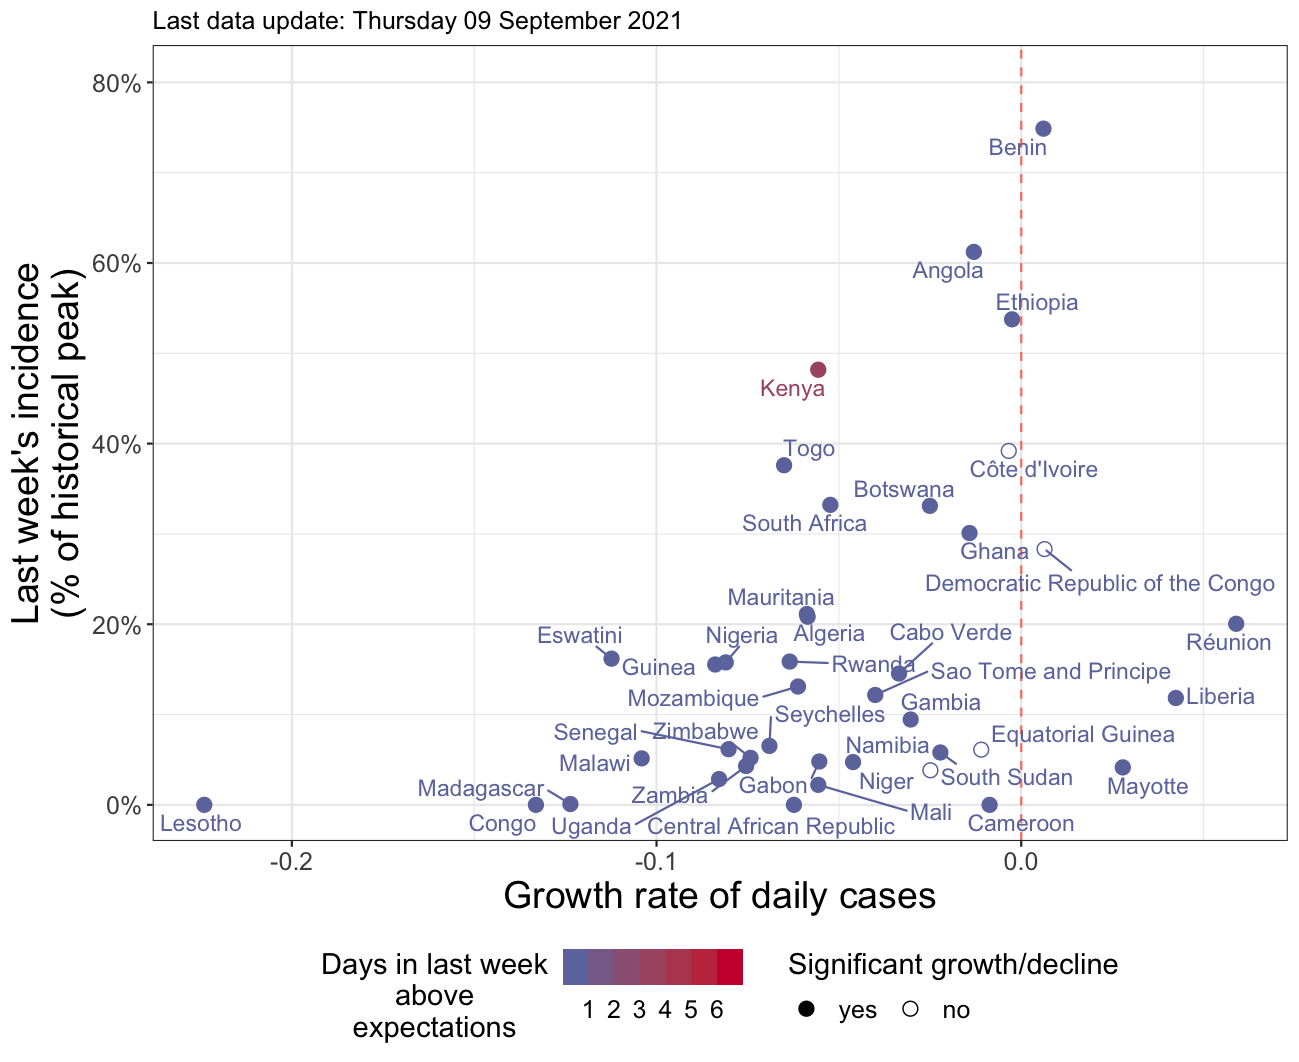 Last data update: Thursday 09 September 2021
Last week's incidence
(% of historical peak)
80%
60%
40%
20%
0%
Benin
Angola
Ethiopia
Kenya
Togo
Côte d'Ivoire
Botswana
South Africa
Ghana
Democratic Republic of the Congo
Mauritania
Eswatini
Nigeria
Algeria
Cabo Verde
Réunion
Guinea
Rwanda
Sao Tome and Principe
Mozambique
Liberia
Gambia
Seychelles
Senegal
Zimbabwe
Equatorial Guinea
Namibia
Malawi
South Sudan
Niger
Gabon
Mayotte
Madagascar
Zambia
Mali
Lesotho
Congo
Uganda
Central African Republic
Cameroon
-0.2
-0.1
0.0
Growth rate of daily cases
Days in last week
above
expectations
1 2 3 4 5 6
Significant growth/decline
yes
no